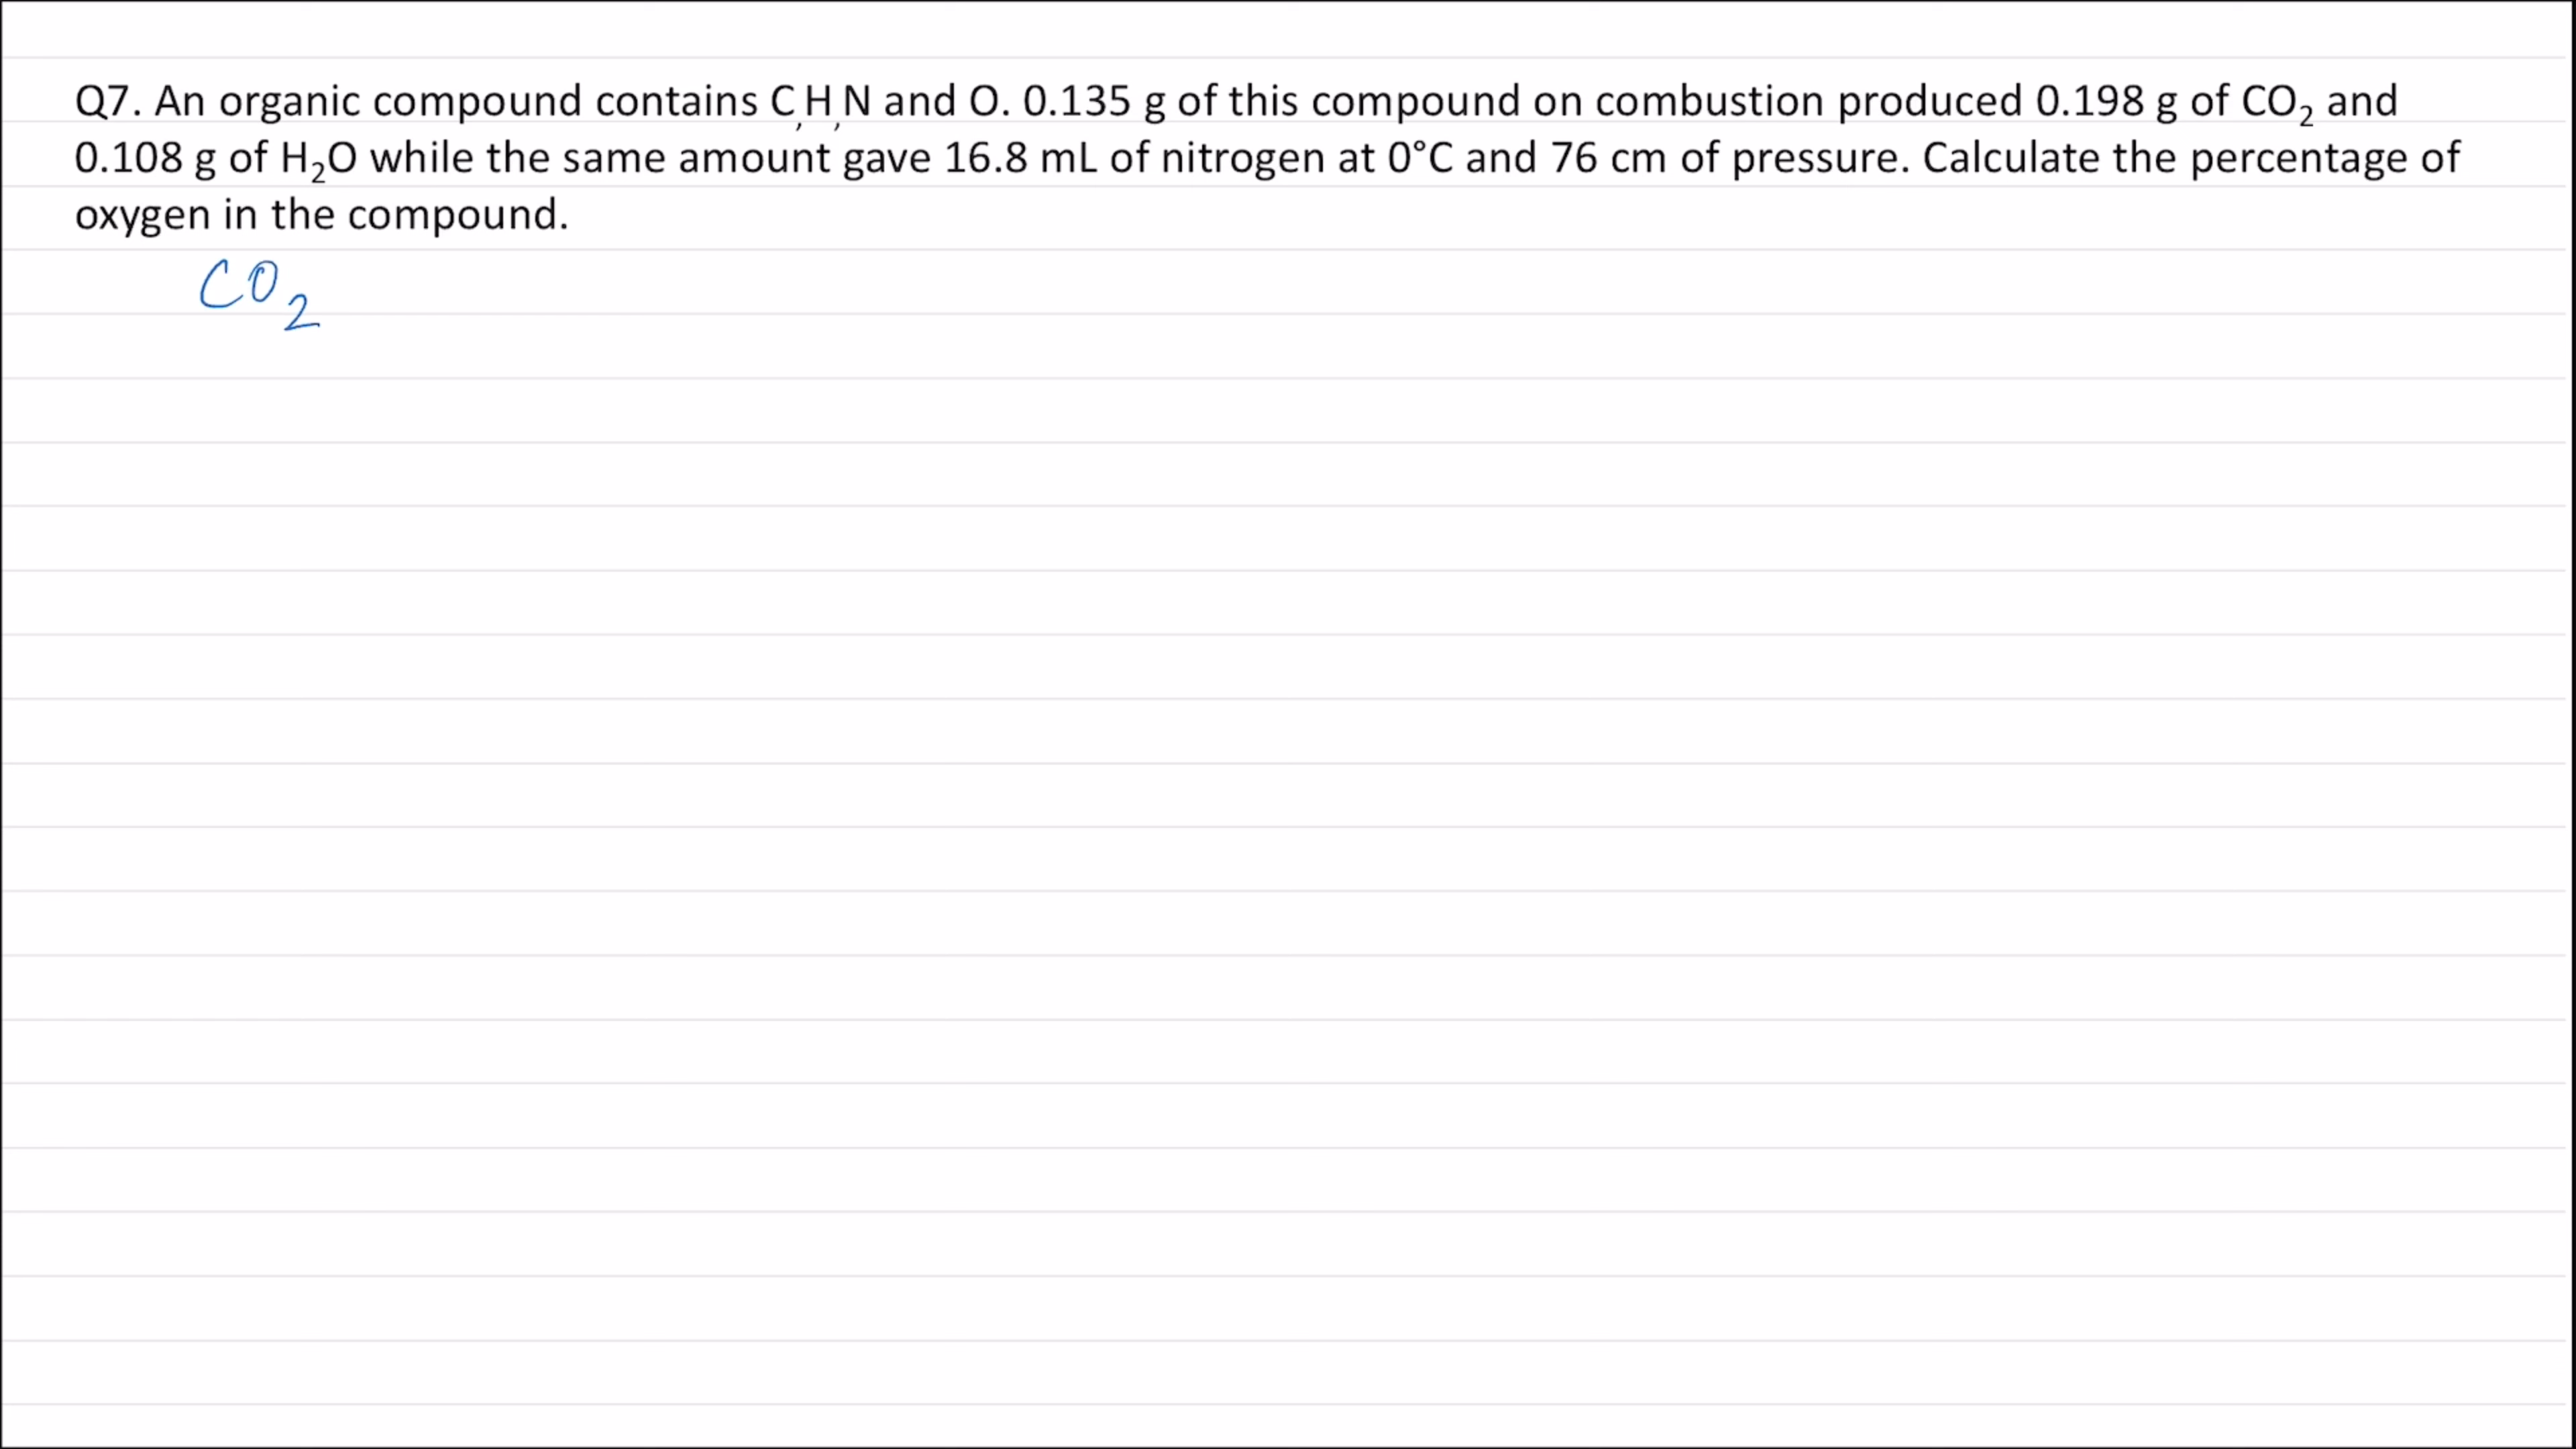 Q7. An organic compound contains C,H,N and O. 0.135 g of this compound on combustion produced 0.198 g of CO₂ and
0.108 g of H₂O while the same amount gave 16.8 mL of nitrogen at 0°C and 76 cm of pressure. Calculate the percentage of
oxygen in the compound.
CO₂